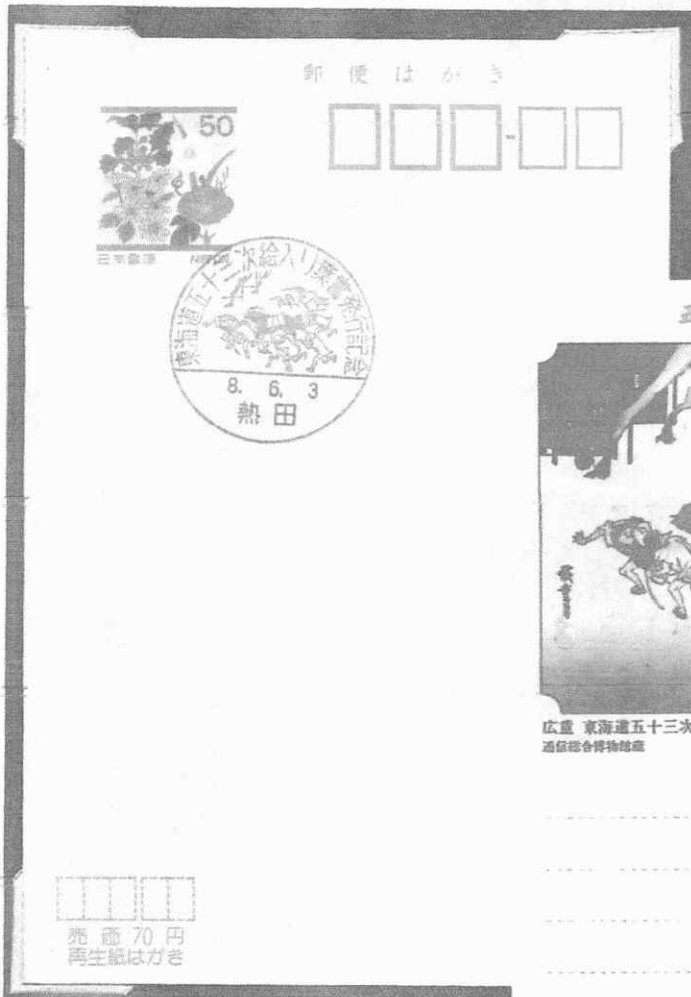 郵便はがき
50
日本郵便 NIPPON
東海道五十三次絵入り葉書発行記念
8. 6. 3
熱田
広重 東海道五十三次
通信総合博物館蔵
売価70円
再生紙はがき